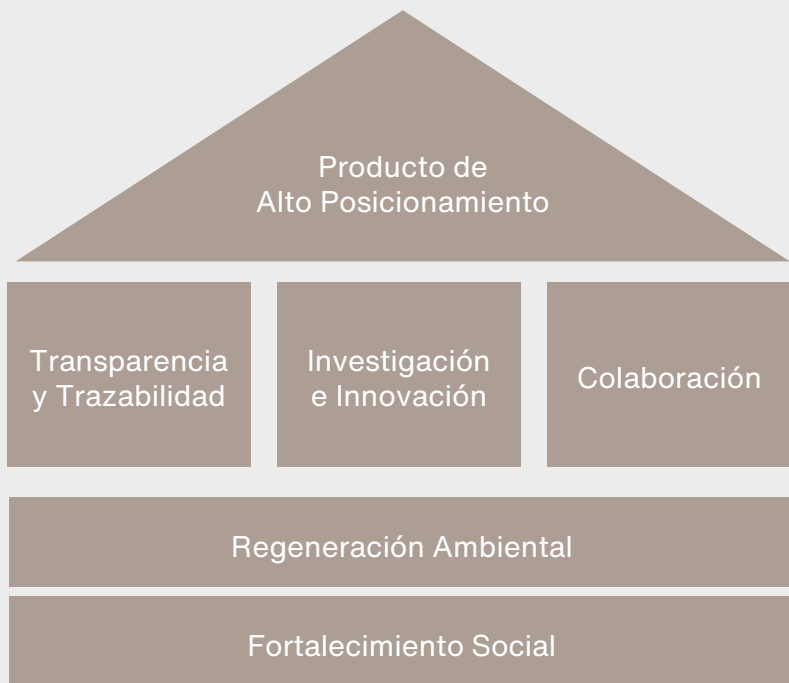 Producto de
Alto Posicionamiento
Transparencia
y Trazabilidad
Investigación
e Innovación
Colaboración
Regeneración Ambiental
Fortalecimiento Social